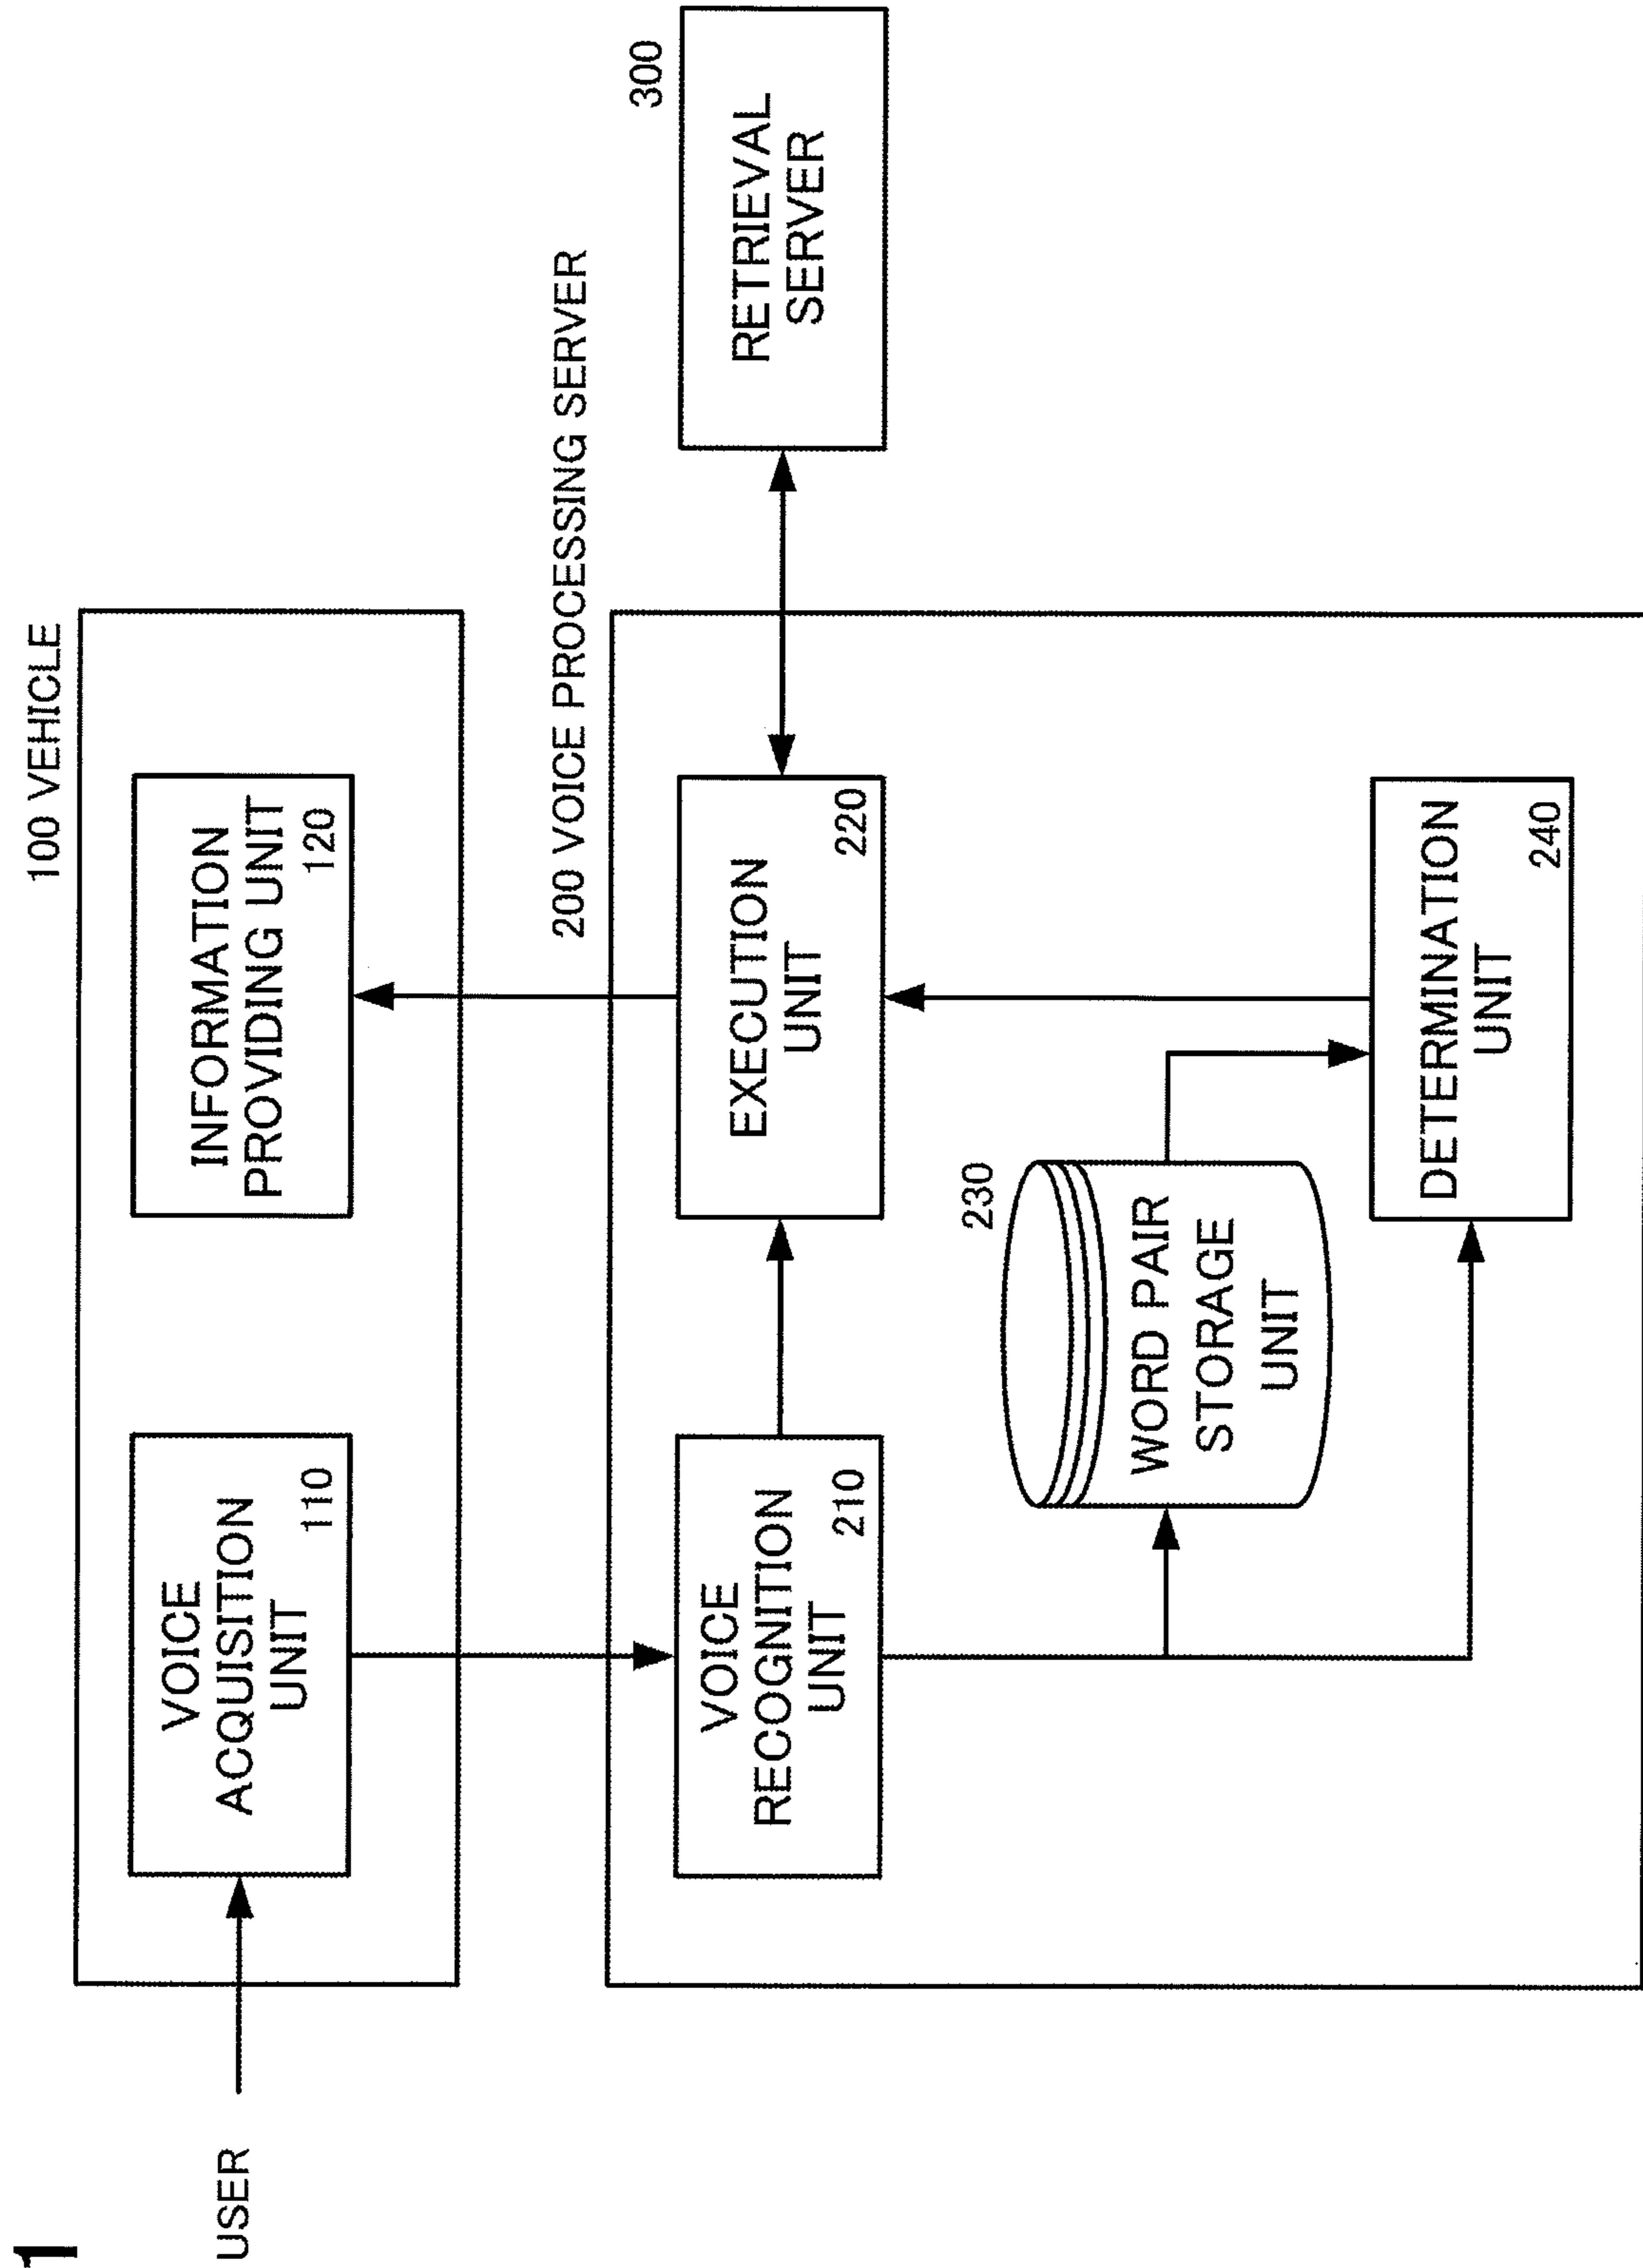 1
USER
100 VEHICLE
VOICE
ACQUISITION
UNIT
110
INFORMATION
PROVIDING UNIT
120
200 VOICE PROCESSING SERVER
VOICE
RECOGNITION
UNIT
210
EXECUTION
UNIT
220
300
RETRIEVAL
SERVER
230
WORD PAIR
STORAGE
UNIT
DETERMINATION
UNIT
240